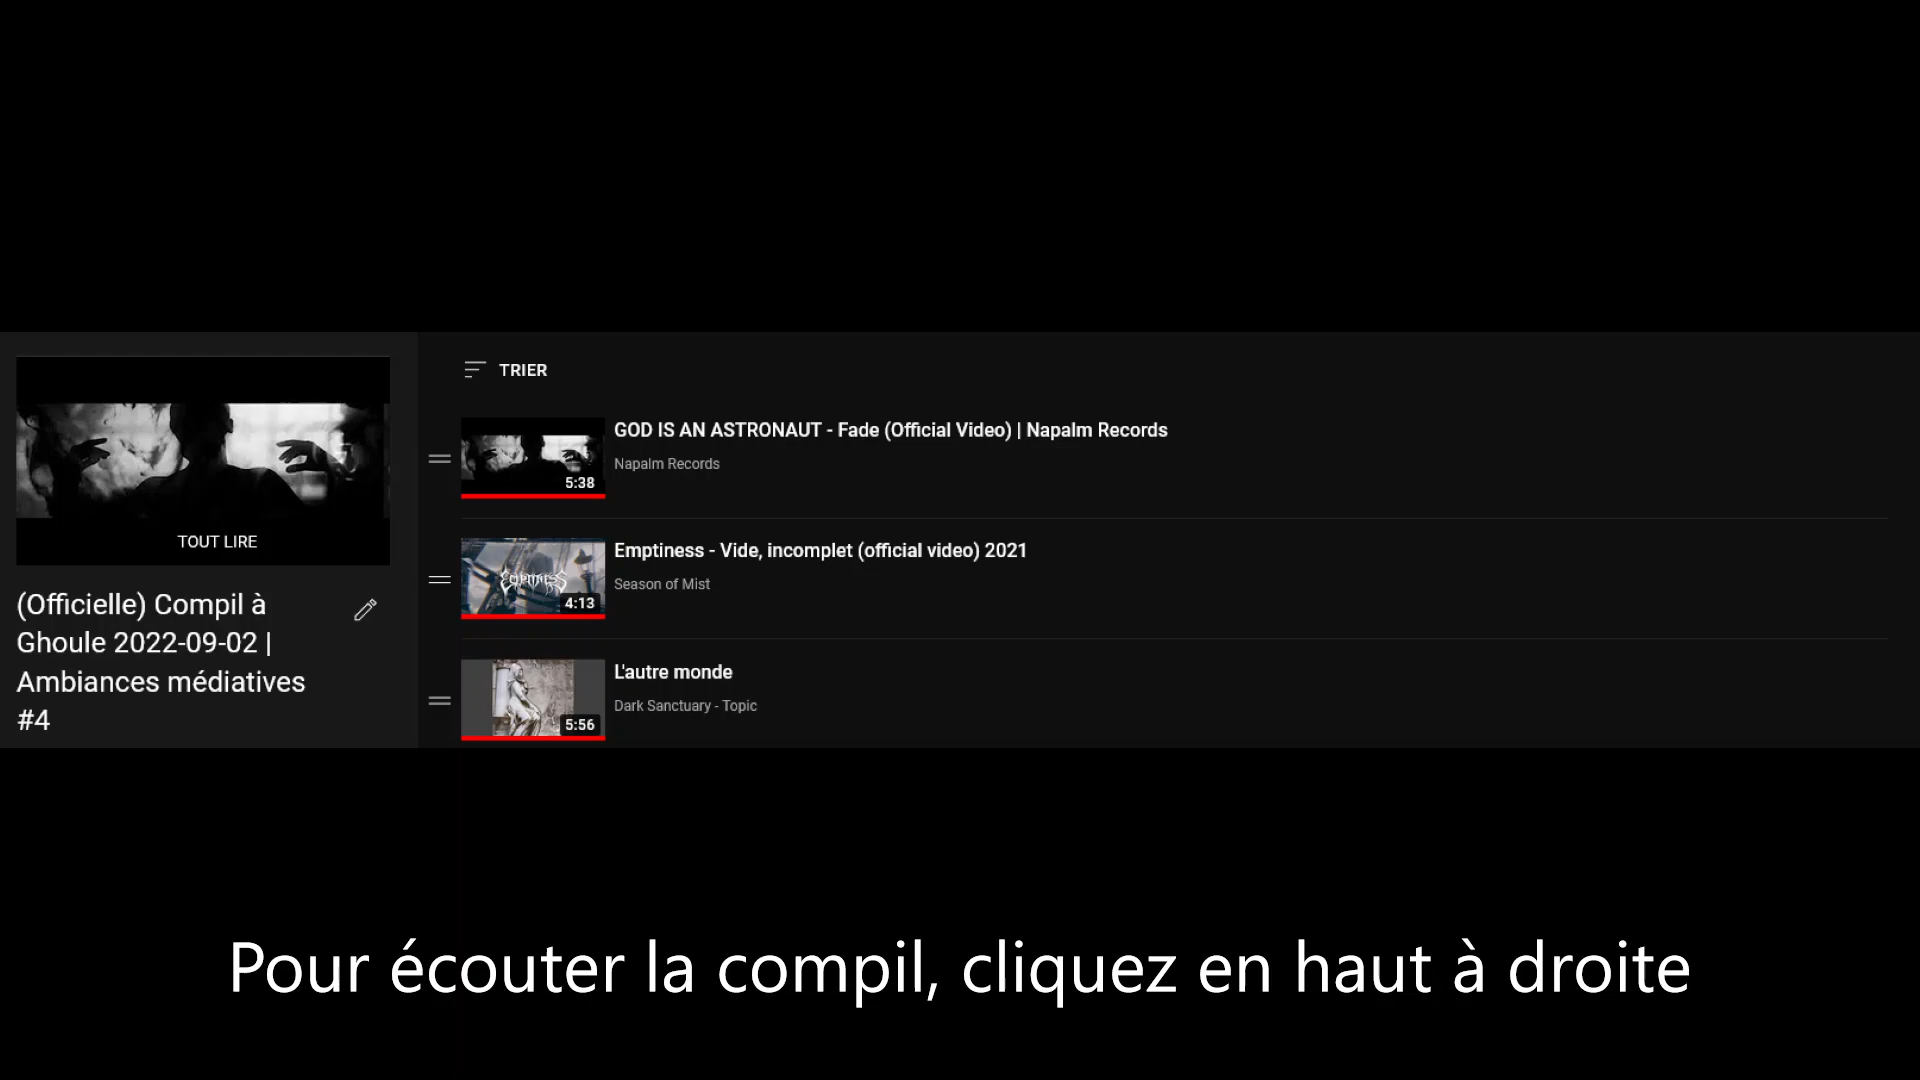 TOUT LIRE
(Officielle) Compil à
Ghoule 2022-09-02 |
Ambiances médiatives
#4
TRIER
GOD IS AN ASTRONAUT - Fade (Official Video) | Napalm Records
Napalm Records
5:38
Emptiness - Vide, incomplet (official video) 2021
Season of Mist
EMPTINESS
4:13
L'autre monde
Dark Sanctuary - Topic
5:56
Pour écouter la compil, cliquez en haut à droite